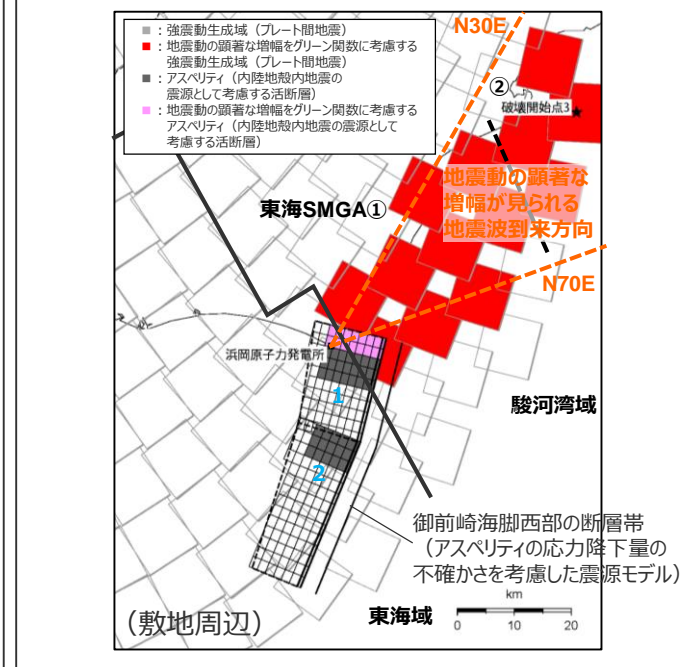 ■：強震動生成域（プレート間地震）
■：地震動の顕著な増幅をグリーン関数に考慮する
強震動生成域（プレート間地震）
■：アスペリティ（内陸地殻内地震の
震源として考慮する活断層）
■：地震動の顕著な増幅をグリーン関数に考慮する
アスペリティ（内陸地殻内地震の震源として
考慮する活断層）
N30E
②
破壊開始点3
★
地震動の顕著な
増幅が見られる
地震波到来方向
東海SMGA①
N70E
浜岡原子力発電所
1
駿河湾域
2
御前崎海脚西部の断層帯
（アスペリティの応力降下量の
不確かさを考慮した震源モデル）
（敷地周辺）
東海域
km
0 10 20